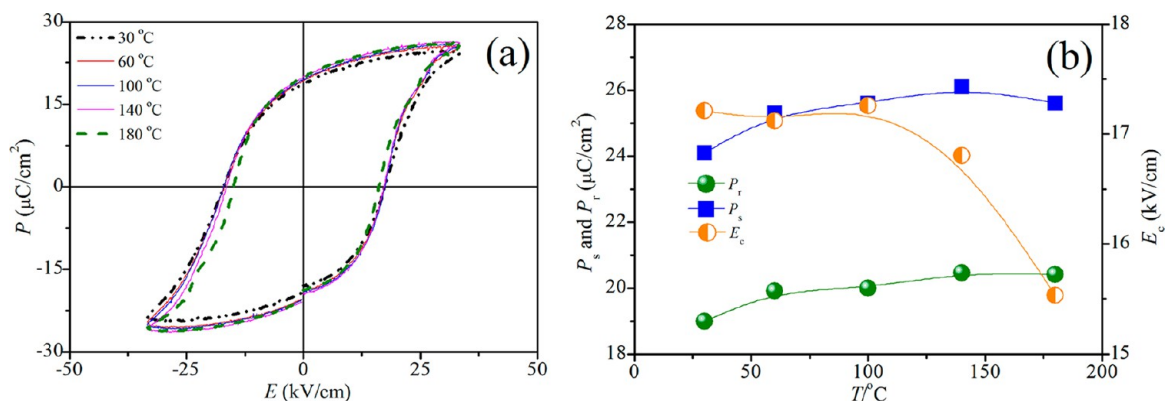 (a)
30 °C
60 °C
100 °C
140 °C
180 °C
30
15
0
-15
-30
-50
-25
0
25
50
P (μC/cm²)
E (kV/cm)
(b)
28
26
24
22
20
18
18
17
16
15
0
50
100
150
200
Pr
Ps
Ec
Ps and Pr (μC/cm²)
Ec (kV/cm)
T/°C